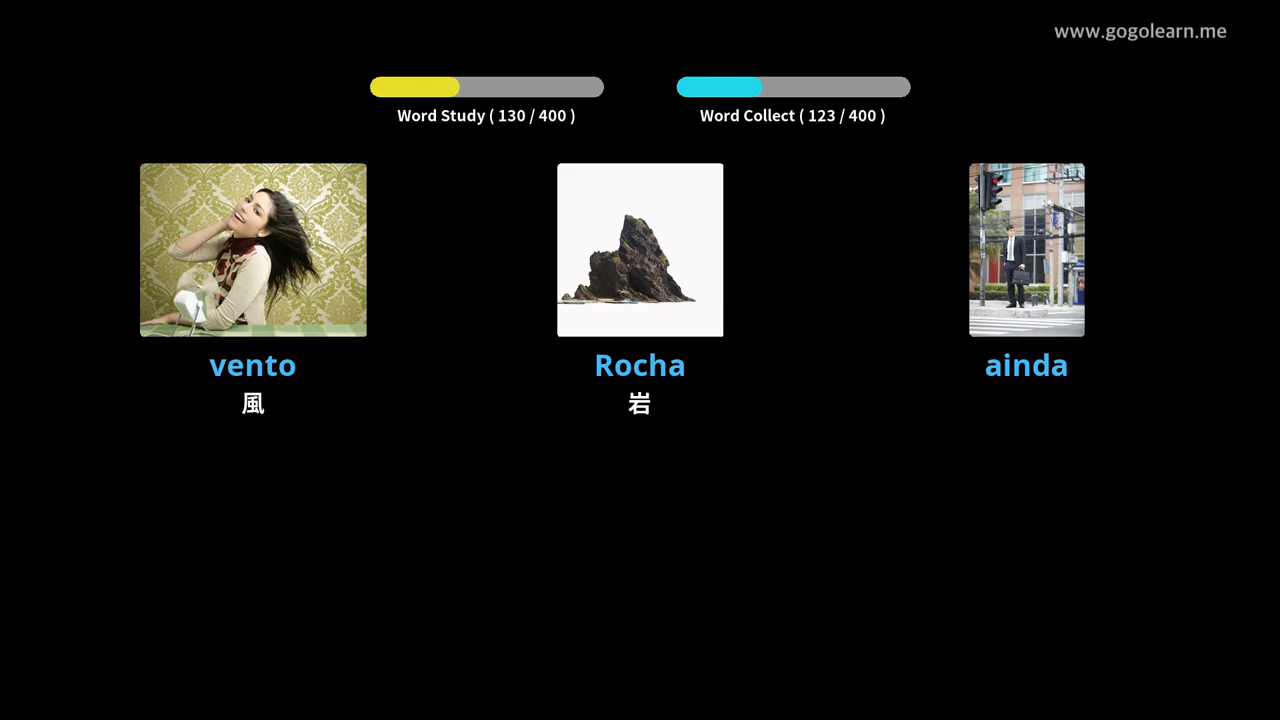 www.gogolearn.me
Word Study ( 130 / 400 )
Word Collect ( 123 / 400 )
vento
Rocha
ainda
風
岩